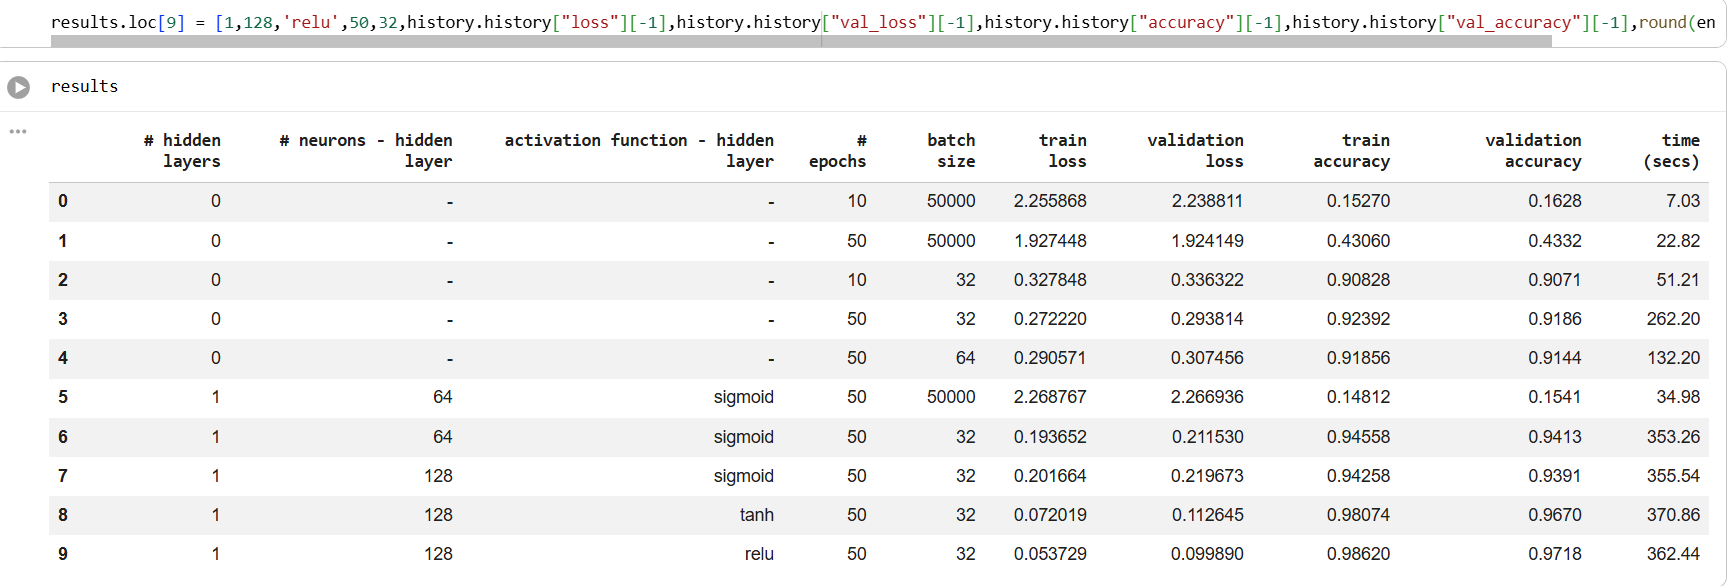 results.loc[9] = [1,128,'relu',50,32,history.history["loss"][-1],history.history["val_loss"][-1],history.history["accuracy"][-1],history.history["val_accuracy"][-1],round(en
results
# hidden layers # neurons - hidden layer activation function - hidden layer # epochs batch size train loss validation loss train accuracy validation accuracy time (secs)
0 0 - - 10 50000 2.255868 2.238811 0.15270 0.1628 7.03
1 0 - - 50 50000 1.927448 1.924149 0.43060 0.4332 22.82
2 0 - - 10 32 0.327848 0.336322 0.90828 0.9071 51.21
3 0 - - 50 32 0.272220 0.293814 0.92392 0.9186 262.20
4 0 - - 50 64 0.290571 0.307456 0.91856 0.9144 132.20
5 1 64 sigmoid 50 50000 2.268767 2.266936 0.14812 0.1541 34.98
6 1 64 sigmoid 50 32 0.193652 0.211530 0.94558 0.9413 353.26
7 1 128 sigmoid 50 32 0.201664 0.219673 0.94258 0.9391 355.54
8 1 128 tanh 50 32 0.072019 0.112645 0.98074 0.9670 370.86
9 1 128 relu 50 32 0.053729 0.099890 0.98620 0.9718 362.44